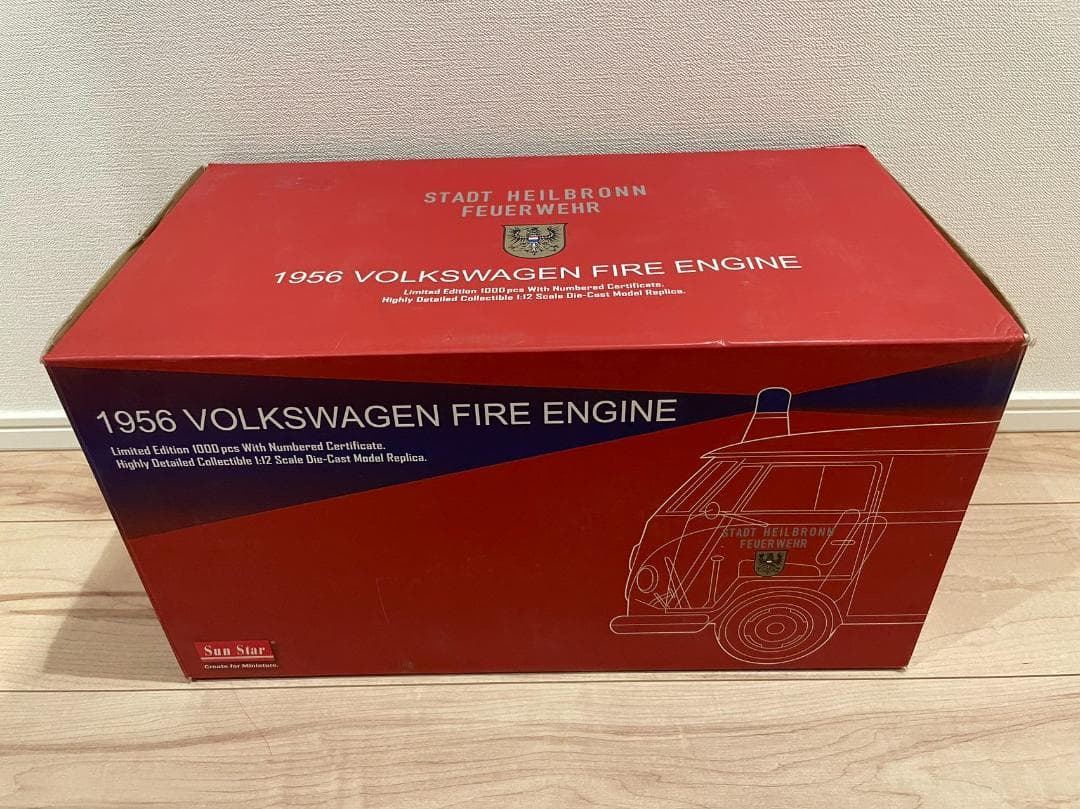 STADT HEILBRONN
FEUERWEHR
1956 VOLKSWAGEN FIRE ENGINE
Limited Edition 1000 pcs With Numbered Certificate.
Highly Detailed Collectible 1:12 Scale Die-Cast Model Replica.
1956 VOLKSWAGEN FIRE ENGINE
Limited Edition 1000 pcs With Numbered Certificate.
Highly Detailed Collectible 1:12 Scale Die-Cast Model Replica.
STADT HEILBRONN
FEUERWEHR
Sun Star
Create for Miniature.